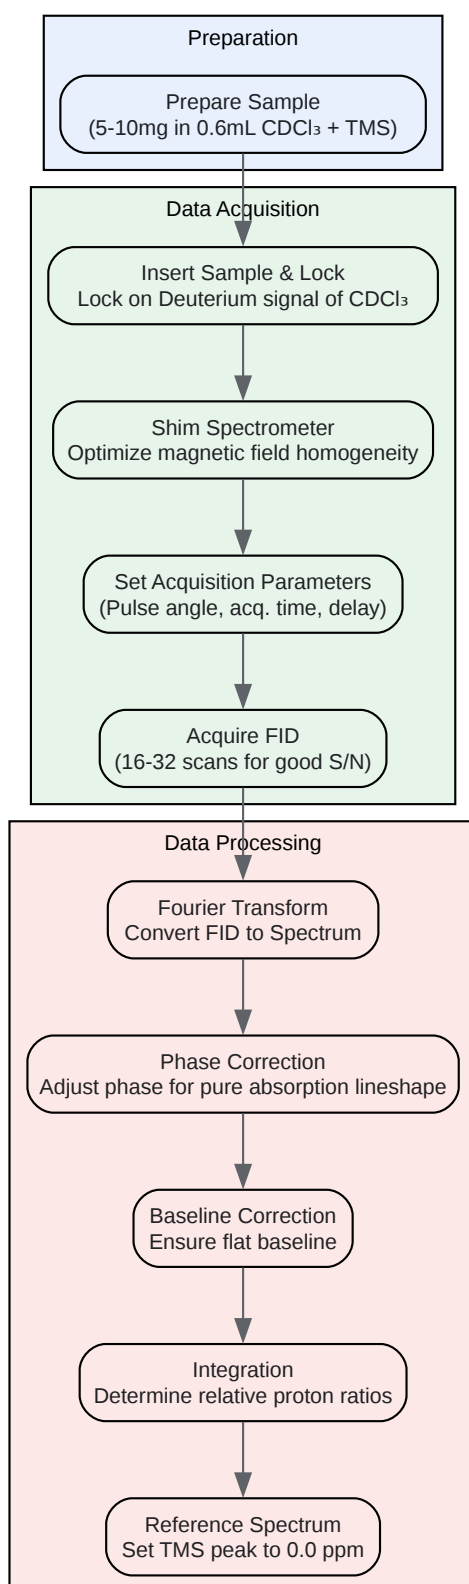 Preparation
Prepare Sample
(5-10mg in 0.6mL CDCl₃ + TMS)
Data Acquisition
Insert Sample & Lock
Lock on Deuterium signal of CDCl₃
Shim Spectrometer
Optimize magnetic field homogeneity
Set Acquisition Parameters
(Pulse angle, acq. time, delay)
Acquire FID
(16-32 scans for good S/N)
Data Processing
Fourier Transform
Convert FID to Spectrum
Phase Correction
Adjust phase for pure absorption lineshape
Baseline Correction
Ensure flat baseline
Integration
Determine relative proton ratios
Reference Spectrum
Set TMS peak to 0.0 ppm